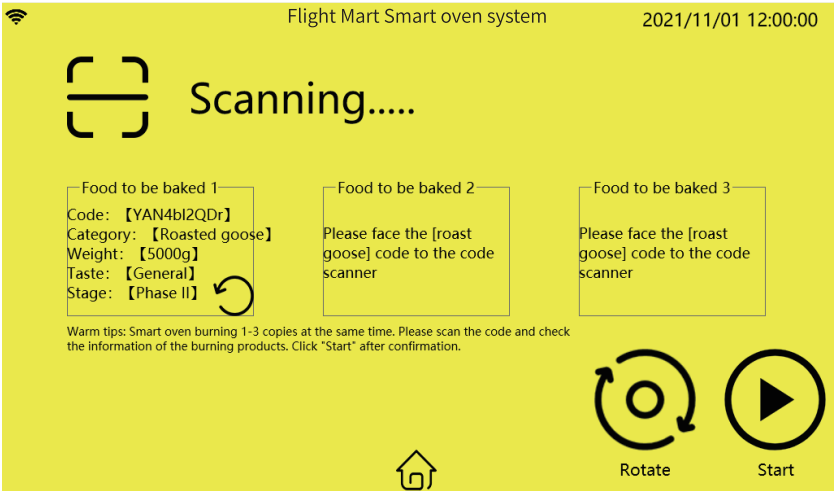 Flight Mart Smart oven system
2021/11/01 12:00:00
Scanning.....
Food to be baked 1
Code:【YAN4bl2QDr】
Category:【Roasted goose】
Weight:【5000g】
Taste:【General】
Stage:【Phase II】
Food to be baked 2
Please face the [roast
goose] code to the code
scanner
Food to be baked 3
Please face the [roast
goose] code to the code
scanner
Warm tips: Smart oven burning 1-3 copies at the same time. Please scan the code and check
the information of the burning products. Click "Start" after confirmation.
Rotate
Start